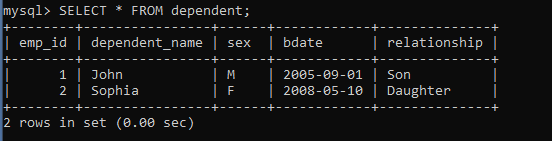 mysql> SELECT * FROM dependent;
+--------+----------------+------+------------+--------------+
| emp_id | dependent_name | sex  | bdate      | relationship |
+--------+----------------+------+------------+--------------+
|      1 | John           | M    | 2005-09-01 | Son          |
|      2 | Sophia         | F    | 2008-05-10 | Daughter     |
+--------+----------------+------+------------+--------------+
2 rows in set (0.00 sec)